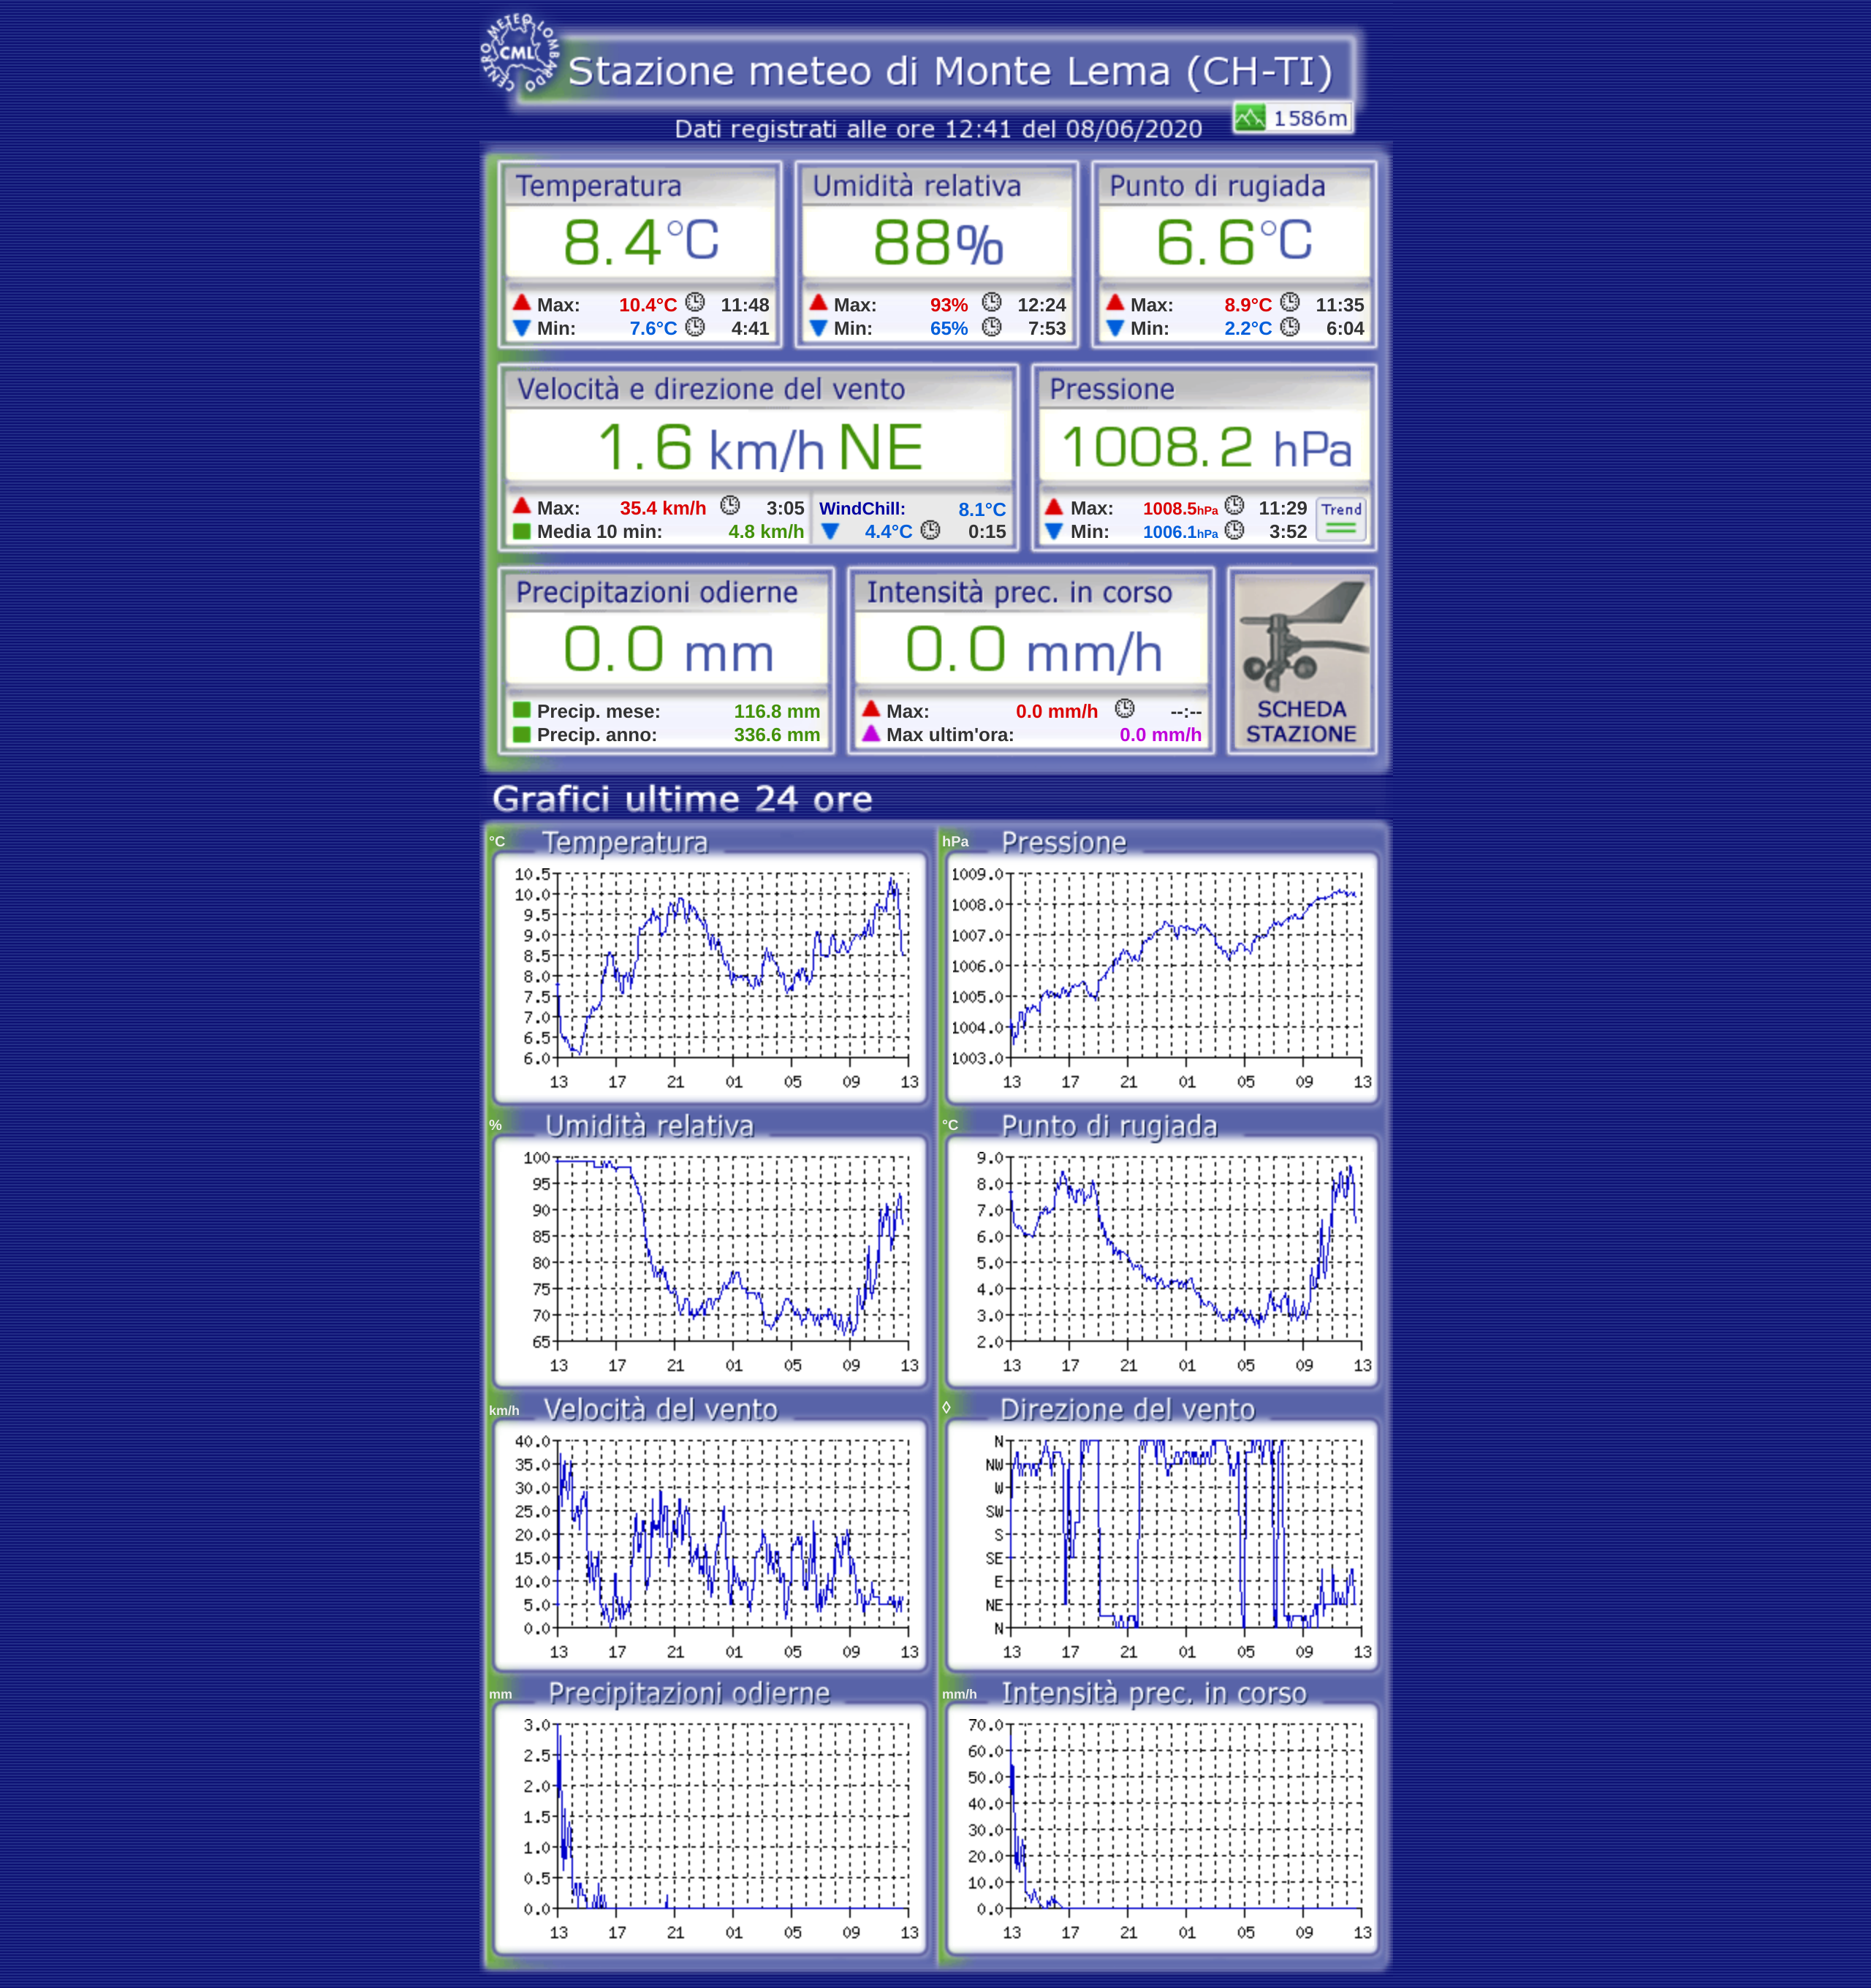 CENTRO METEO LOMBARDO
CML
Stazione meteo di Monte Lema (CH-TI)
1586m
Dati registrati alle ore 12:41 del 08/06/2020
Temperatura
8.4°C
Max: 10.4°C 11:48
Min: 7.6°C 4:41
Umidità relativa
88%
Max: 93% 12:24
Min: 65% 7:53
Punto di rugiada
6.6°C
Max: 8.9°C 11:35
Min: 2.2°C 6:04
Velocità e direzione del vento
1.6 km/h NE
Max: 35.4 km/h 3:05
Media 10 min: 4.8 km/h
WindChill: 8.1°C
4.4°C 0:15
Pressione
1008.2 hPa
Max: 1008.5hPa 11:29
Min: 1006.1hPa 3:52
Trend
Precipitazioni odierne
0.0 mm
Precip. mese: 116.8 mm
Precip. anno: 336.6 mm
Intensità prec. in corso
0.0 mm/h
Max: 0.0 mm/h --:--
Max ultim'ora: 0.0 mm/h
SCHEDA
STAZIONE
Grafici ultime 24 ore
°C Temperatura
10.5
10.0
9.5
9.0
8.5
8.0
7.5
7.0
6.5
6.0
13 17 21 01 05 09 13
hPa Pressione
1009.0
1008.0
1007.0
1006.0
1005.0
1004.0
1003.0
13 17 21 01 05 09 13
% Umidità relativa
100
95
90
85
80
75
70
65
13 17 21 01 05 09 13
°C Punto di rugiada
9.0
8.0
7.0
6.0
5.0
4.0
3.0
2.0
13 17 21 01 05 09 13
km/h Velocità del vento
40.0
35.0
30.0
25.0
20.0
15.0
10.0
5.0
0.0
13 17 21 01 05 09 13
◊ Direzione del vento
N
NW
W
SW
S
SE
E
NE
N
13 17 21 01 05 09 13
mm Precipitazioni odierne
3.0
2.5
2.0
1.5
1.0
0.5
0.0
13 17 21 01 05 09 13
mm/h Intensità prec. in corso
70.0
60.0
50.0
40.0
30.0
20.0
10.0
0.0
13 17 21 01 05 09 13